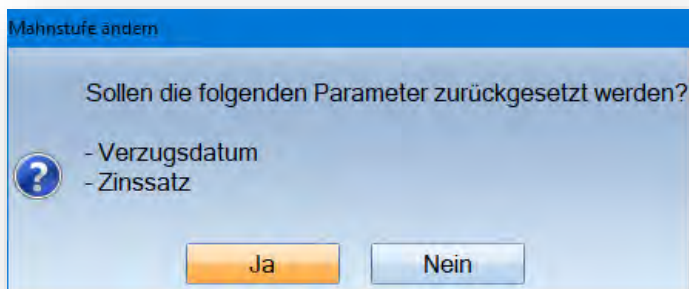 Mahnstufe ändern
Sollen die folgenden Parameter zurückgesetzt werden?
- Verzugsdatum
- Zinssatz
Ja
Nein